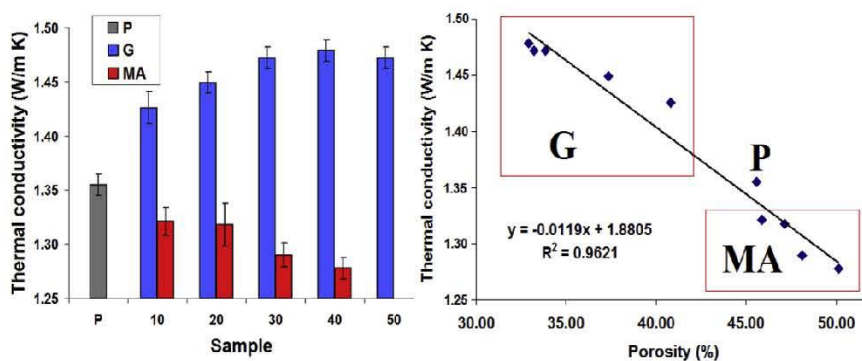 Thermal conductivity (W/m K)
1.50
1.45
1.40
1.35
1.30
1.25
P
G
MA
P 10 20 30 40 50
Sample
Thermal conductivity (W/m K)
1.50
1.45
1.40
1.35
1.30
1.25
G
P
y = -0.0119x + 1.8805
R² = 0.9621
MA
30.00 35.00 40.00 45.00 50.00
Porosity (%)